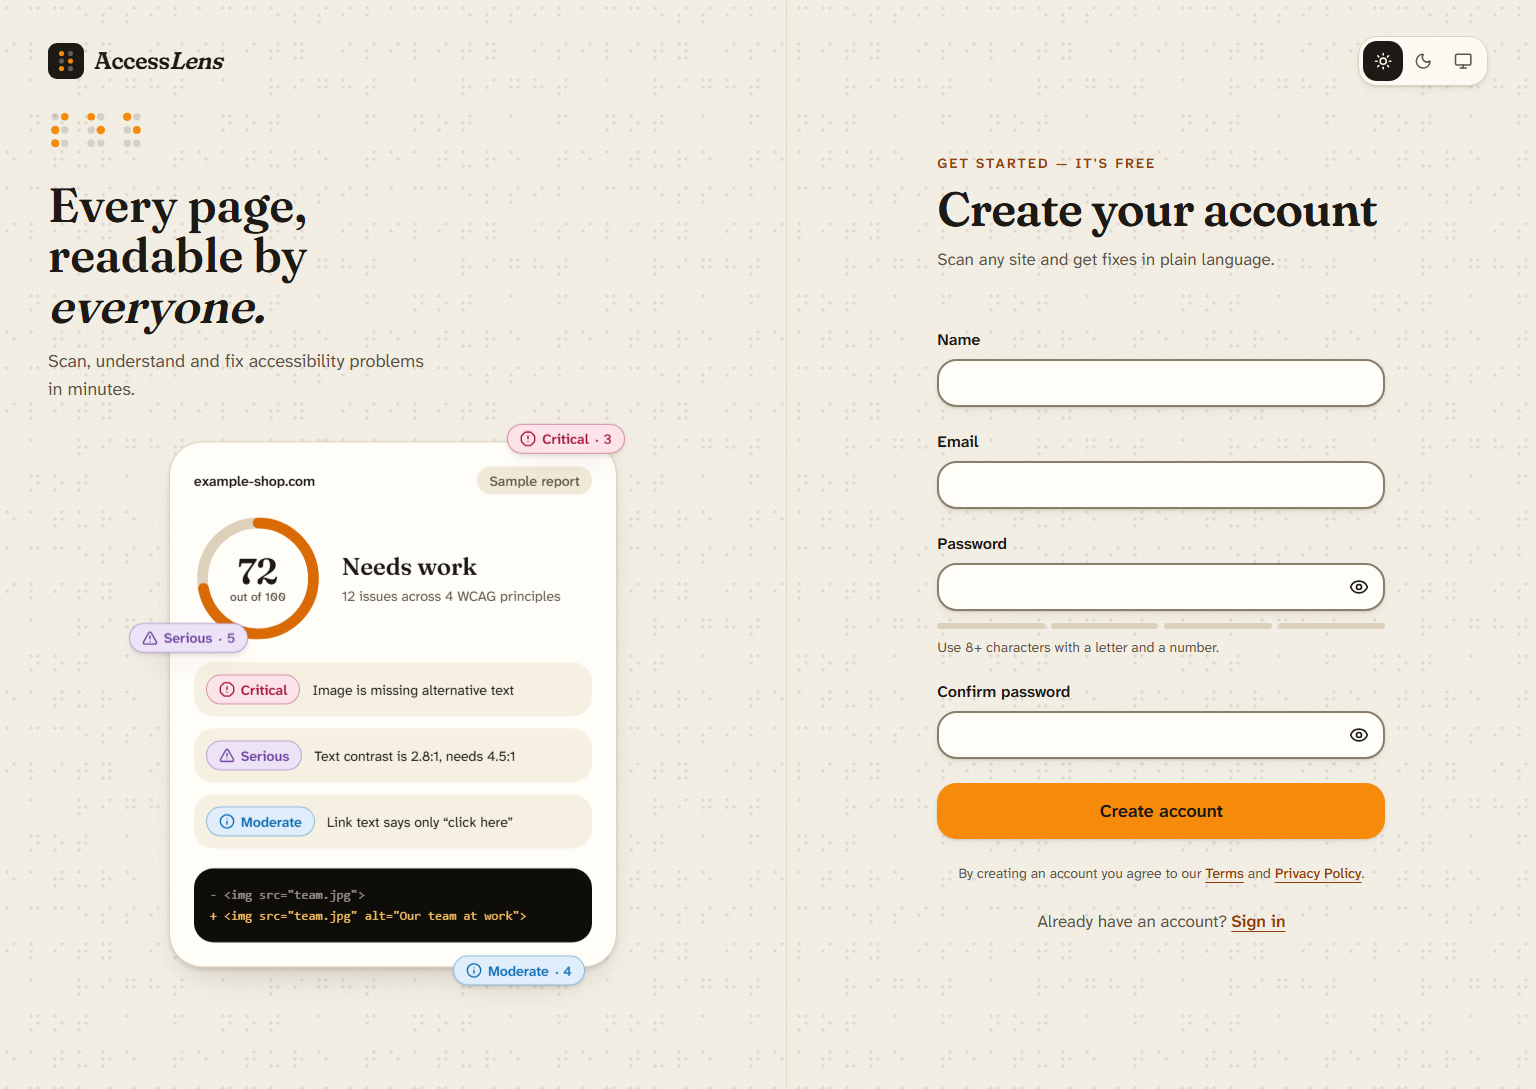 AccessLens
Every page,
readable by
everyone.
Scan, understand and fix accessibility problems
in minutes.
Critical · 3
example-shop.com
Sample report
72
out of 100
Needs work
12 issues across 4 WCAG principles
Serious · 5
Critical Image is missing alternative text
Serious Text contrast is 2.8:1, needs 4.5:1
Moderate Link text says only “click here”
- <img src="team.jpg">
+ <img src="team.jpg" alt="Our team at work">
Moderate · 4
GET STARTED — IT'S FREE
Create your account
Scan any site and get fixes in plain language.
Name
Email
Password
Use 8+ characters with a letter and a number.
Confirm password
Create account
By creating an account you agree to our Terms and Privacy Policy.
Already have an account? Sign in